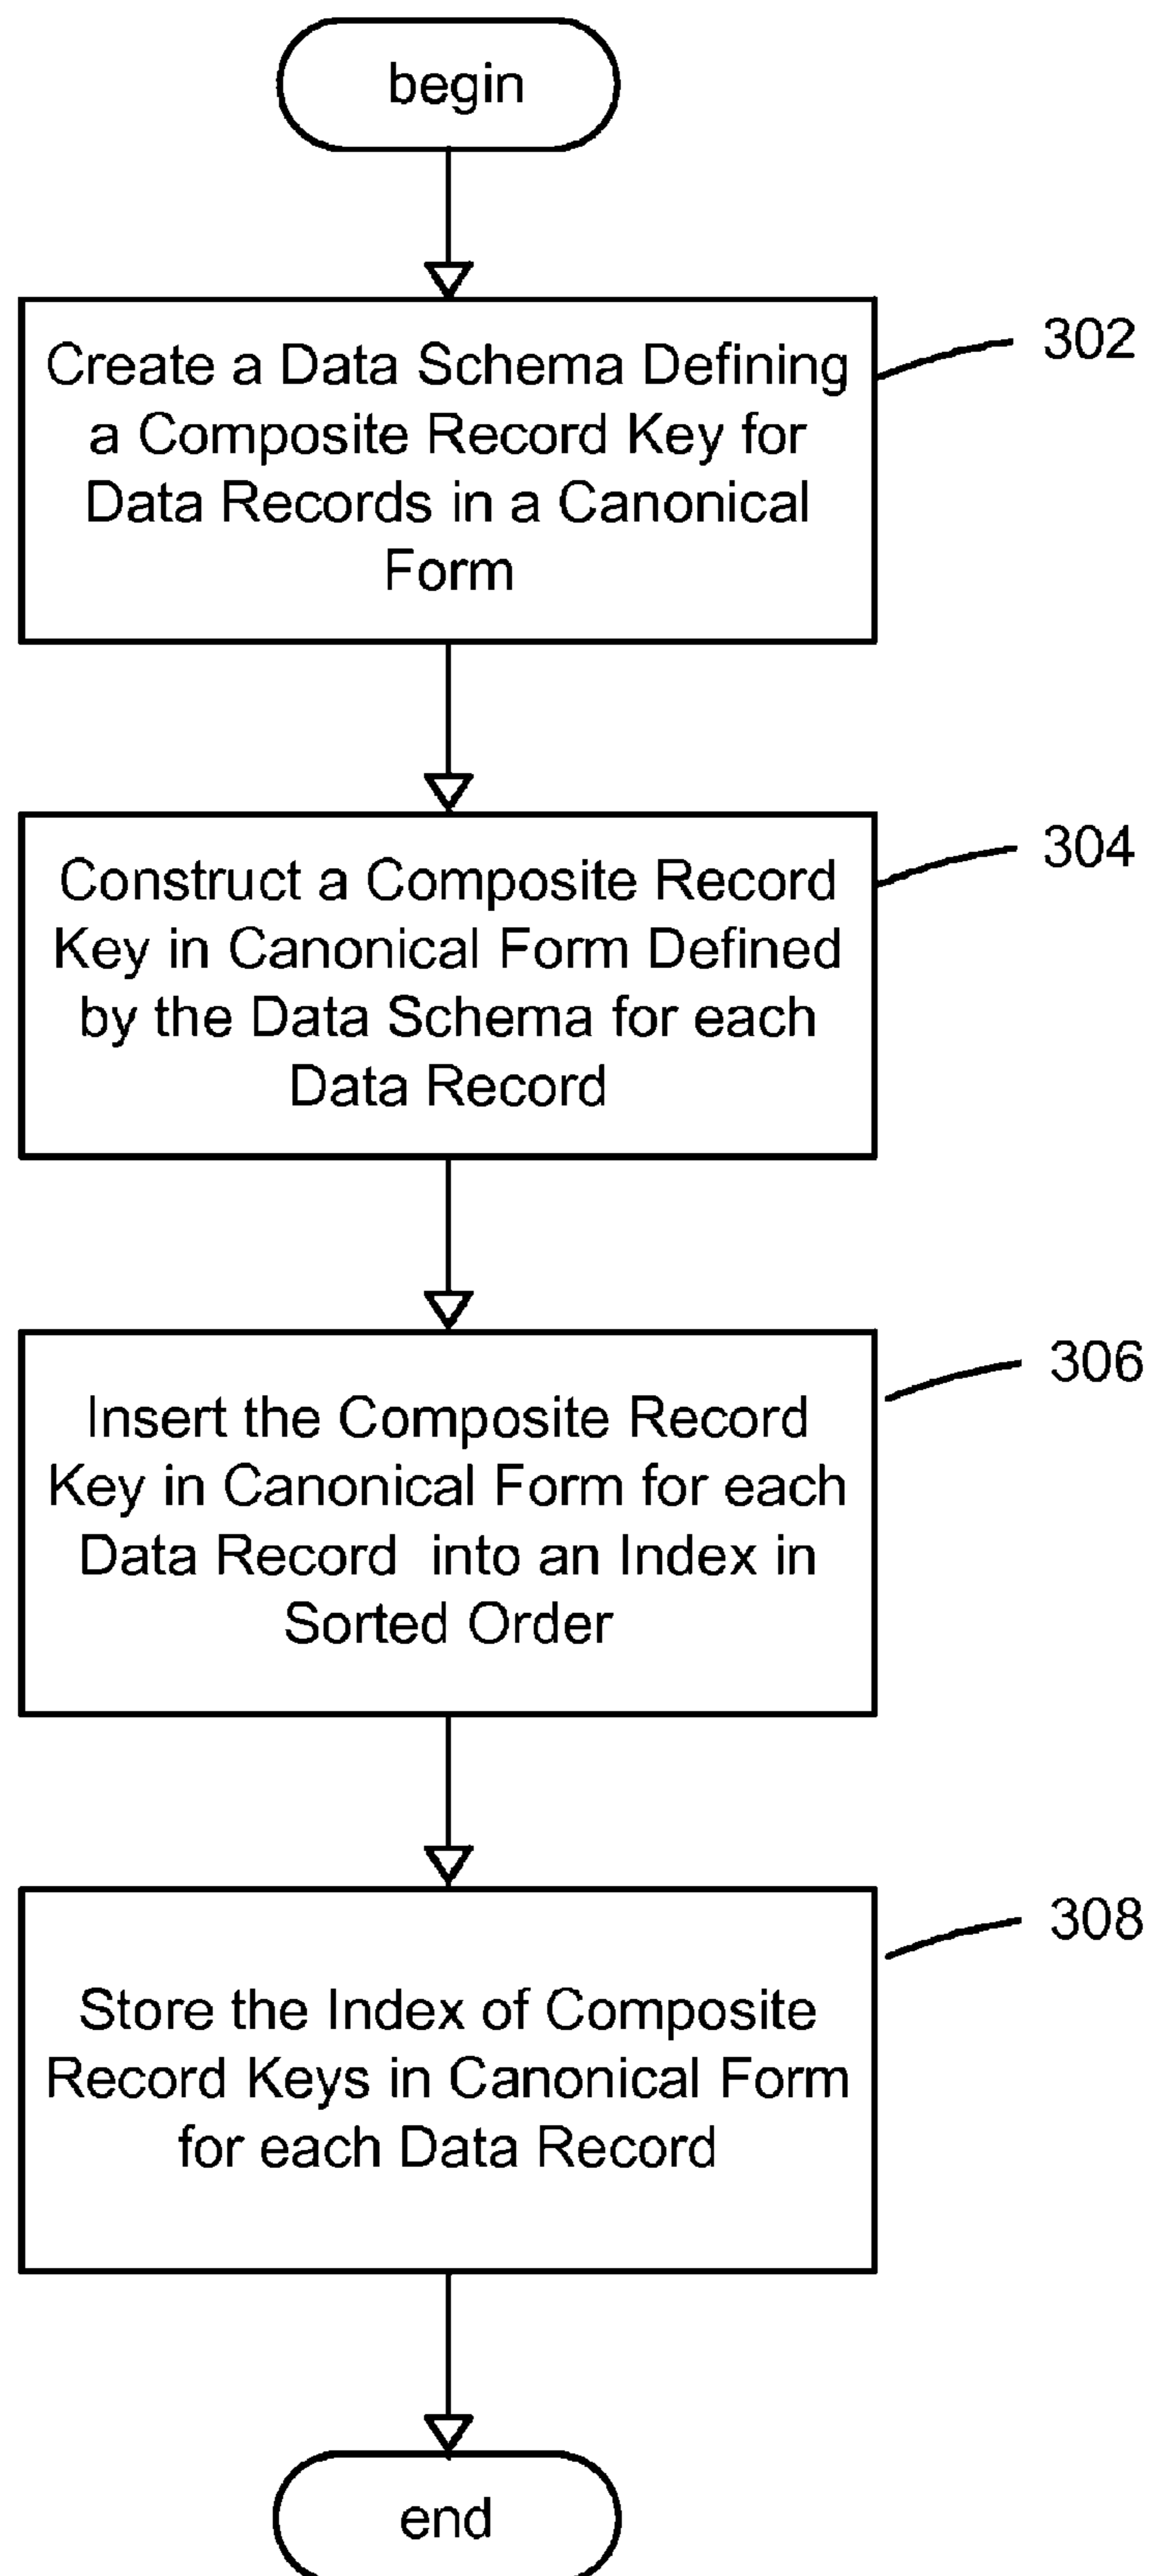 begin
302
Create a Data Schema Defining
a Composite Record Key for
Data Records in a Canonical
Form
304
Construct a Composite Record
Key in Canonical Form Defined
by the Data Schema for each
Data Record
306
Insert the Composite Record
Key in Canonical Form for each
Data Record into an Index in
Sorted Order
308
Store the Index of Composite
Record Keys in Canonical Form
for each Data Record
end